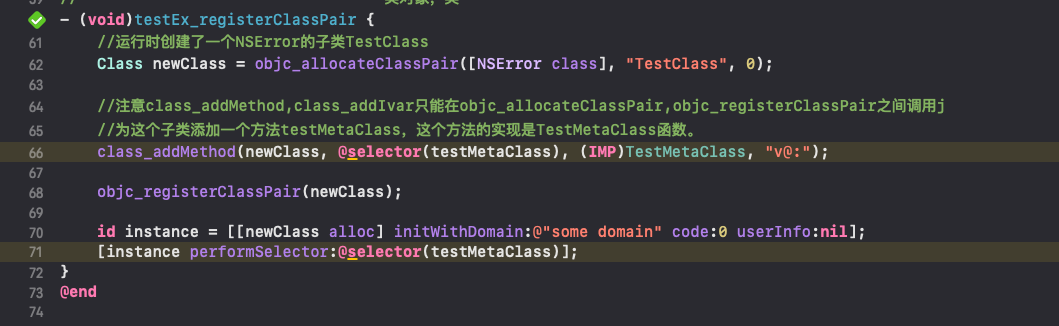 - (void)testEx_registerClassPair {
61 //运行时创建了一个NSError的子类TestClass
62 Class newClass = objc_allocateClassPair([NSError class], "TestClass", 0);
63
64 //注意class_addMethod,class_addIvar只能在objc_allocateClassPair,objc_registerClassPair之间调用j
65 //为这个子类添加一个方法testMetaClass，这个方法的实现是TestMetaClass函数。
66 class_addMethod(newClass, @selector(testMetaClass), (IMP)TestMetaClass, "v@:");
67
68 objc_registerClassPair(newClass);
69
70 id instance = [[newClass alloc] initWithDomain:@"some domain" code:0 userInfo:nil];
71 [instance performSelector:@selector(testMetaClass)];
72 }
73 @end
74